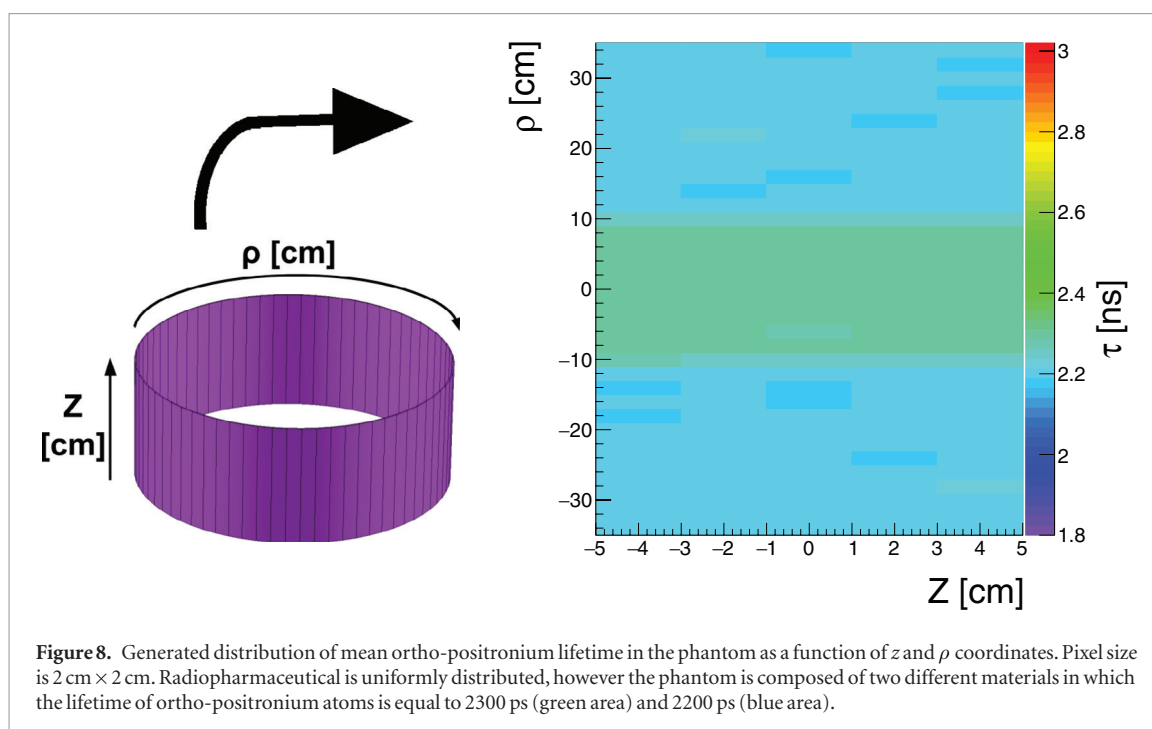 ρ [cm]
Z
[cm]
ρ [cm]
30
20
10
0
−10
−20
−30
−5 −4 −3 −2 −1 0 1 2 3 4 5
Z [cm]
3
2.8
2.6
2.4
2.2
2
1.8
τ [ns]
Figure 8. Generated distribution of mean ortho-positronium lifetime in the phantom as a function of z and ρ coordinates. Pixel size
is 2 cm × 2 cm. Radiopharmaceutical is uniformly distributed, however the phantom is composed of two different materials in which
the lifetime of ortho-positronium atoms is equal to 2300 ps (green area) and 2200 ps (blue area).